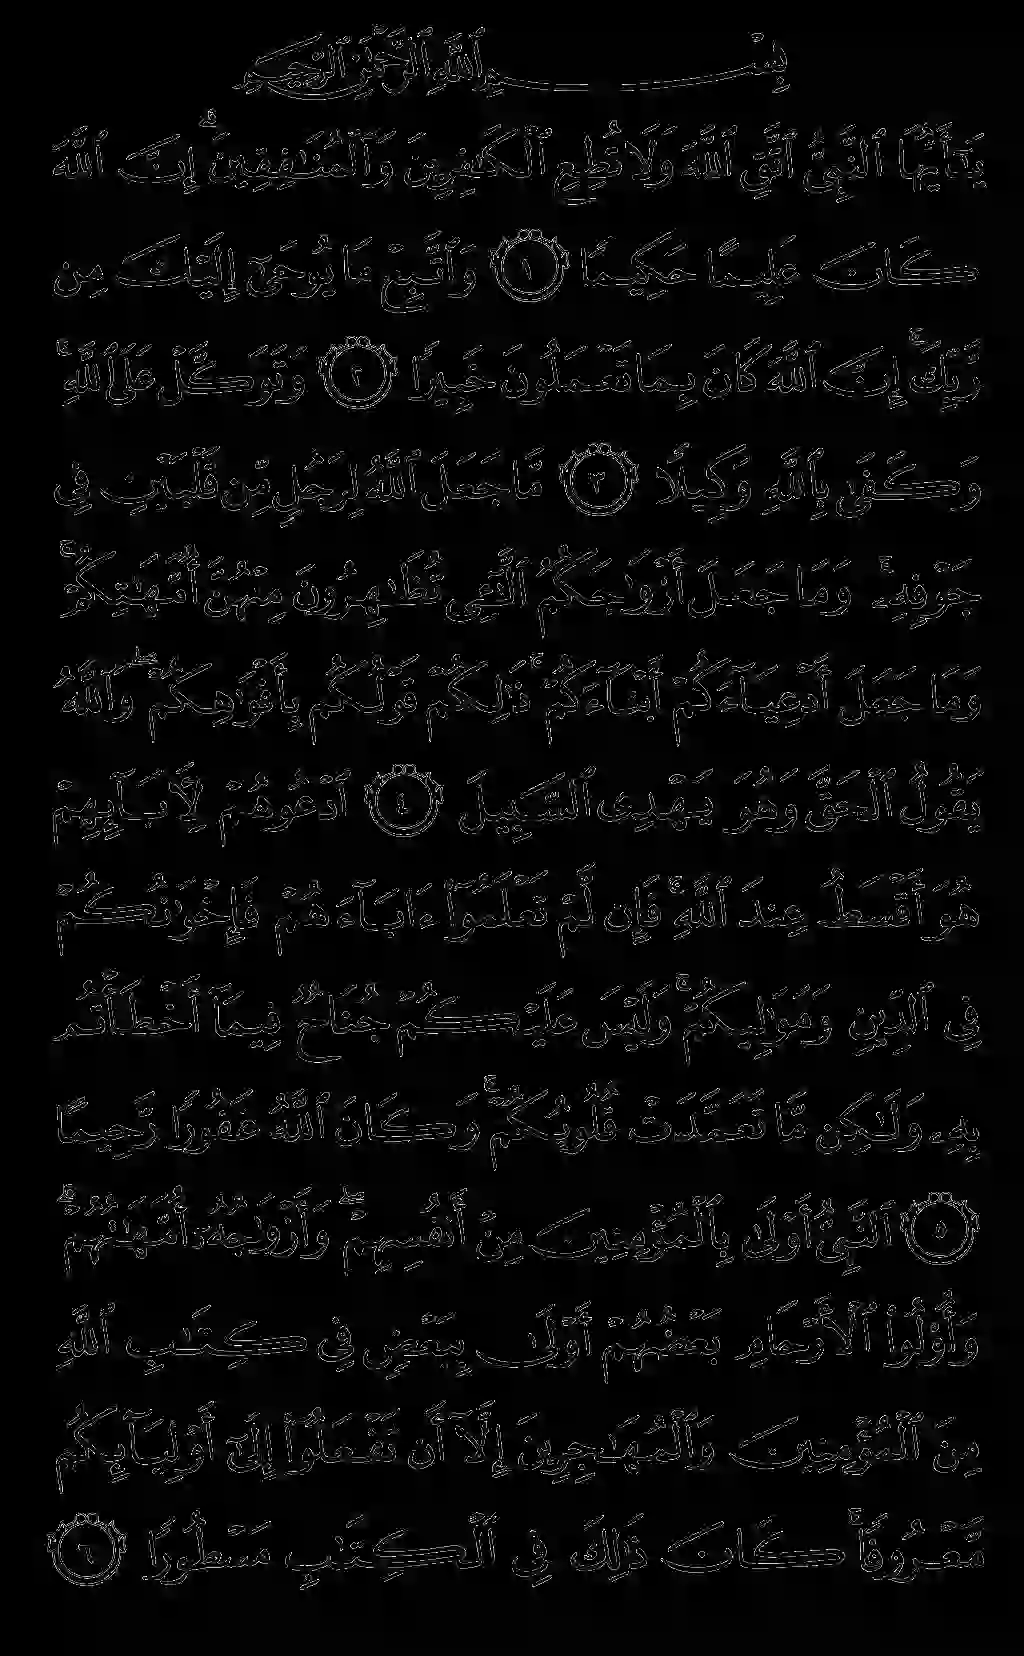 بِسْمِ ٱللَّهِ ٱلرَّحْمَٰنِ ٱلرَّحِيمِ
يَٰٓأَيُّهَا ٱلنَّبِىُّ ٱتَّقِ ٱللَّهَ وَلَا تُطِعِ ٱلْكَٰفِرِينَ وَٱلْمُنَٰفِقِينَ ۗ إِنَّ ٱللَّهَ
كَانَ عَلِيمًا حَكِيمًا ١ وَٱتَّبِعْ مَا يُوحَىٰٓ إِلَيْكَ مِن
رَّبِّكَ ۚ إِنَّ ٱللَّهَ كَانَ بِمَا تَعْمَلُونَ خَبِيرًا ٢ وَتَوَكَّلْ عَلَى ٱللَّهِ ۚ
وَكَفَىٰ بِٱللَّهِ وَكِيلًا ٣ مَّا جَعَلَ ٱللَّهُ لِرَجُلٍ مِّن قَلْبَيْنِ فِى
جَوْفِهِۦ ۚ وَمَا جَعَلَ أَزْوَٰجَكُمُ ٱلَّٰٓـِٔى تُظَٰهِرُونَ مِنْهُنَّ أُمَّهَٰتِكُمْ ۚ
وَمَا جَعَلَ أَدْعِيَآءَكُمْ أَبْنَآءَكُمْ ۚ ذَٰلِكُمْ قَوْلُكُم بِأَفْوَٰهِكُمْ ۖ وَٱللَّهُ
يَقُولُ ٱلْحَقَّ وَهُوَ يَهْدِى ٱلسَّبِيلَ ٤ ٱدْعُوهُمْ لِـَٔابَآئِهِمْ
هُوَ أَقْسَطُ عِندَ ٱللَّهِ ۚ فَإِن لَّمْ تَعْلَمُوٓا۟ ءَابَآءَهُمْ فَإِخْوَٰنُكُمْ
فِى ٱلدِّينِ وَمَوَٰلِيكُمْ ۚ وَلَيْسَ عَلَيْكُمْ جُنَاحٌ فِيمَآ أَخْطَأْتُم
بِهِۦ وَلَٰكِن مَّا تَعَمَّدَتْ قُلُوبُكُمْ ۚ وَكَانَ ٱللَّهُ غَفُورًا رَّحِيمًا
٥ ٱلنَّبِىُّ أَوْلَىٰ بِٱلْمُؤْمِنِينَ مِنْ أَنفُسِهِمْ ۖ وَأَزْوَٰجُهُۥٓ أُمَّهَٰتُهُمْ ۗ
وَأُو۟لُوا۟ ٱلْأَرْحَامِ بَعْضُهُمْ أَوْلَىٰ بِبَعْضٍ فِى كِتَٰبِ ٱللَّهِ
مِنَ ٱلْمُؤْمِنِينَ وَٱلْمُهَٰجِرِينَ إِلَّآ أَن تَفْعَلُوٓا۟ إِلَىٰٓ أَوْلِيَآئِكُم
مَّعْرُوفًا ۚ كَانَ ذَٰلِكَ فِى ٱلْكِتَٰبِ مَسْطُورًا ٦